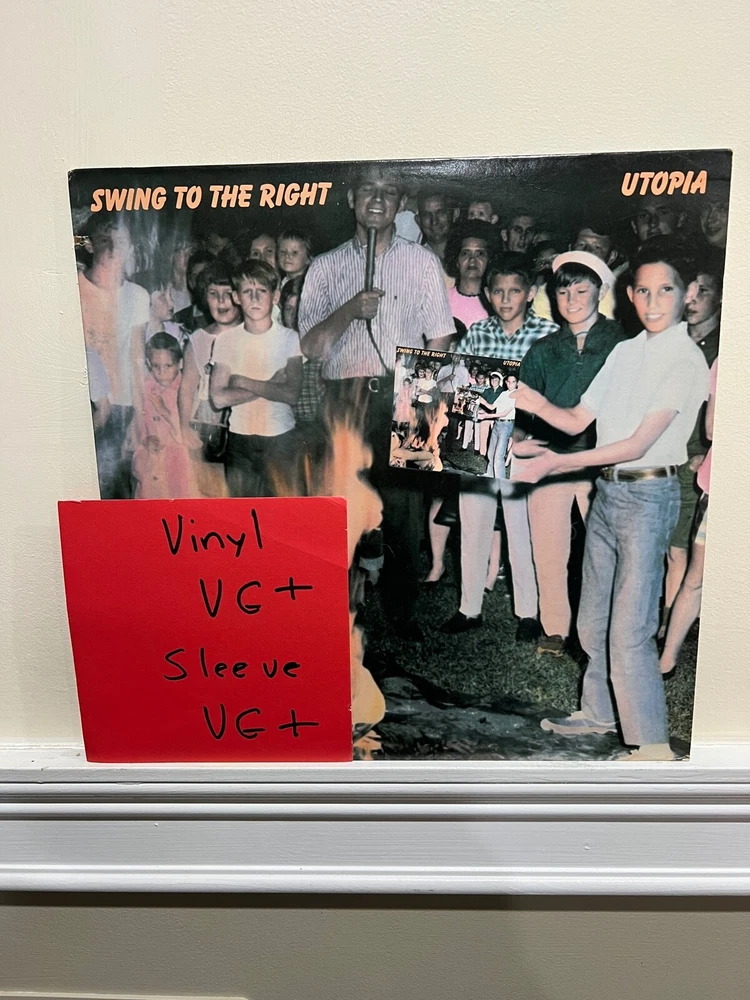 SWING TO THE RIGHT
UTOPIA
SWING TO THE RIGHT
UTOPIA
Vinyl
VG+
Sleeve
VG+